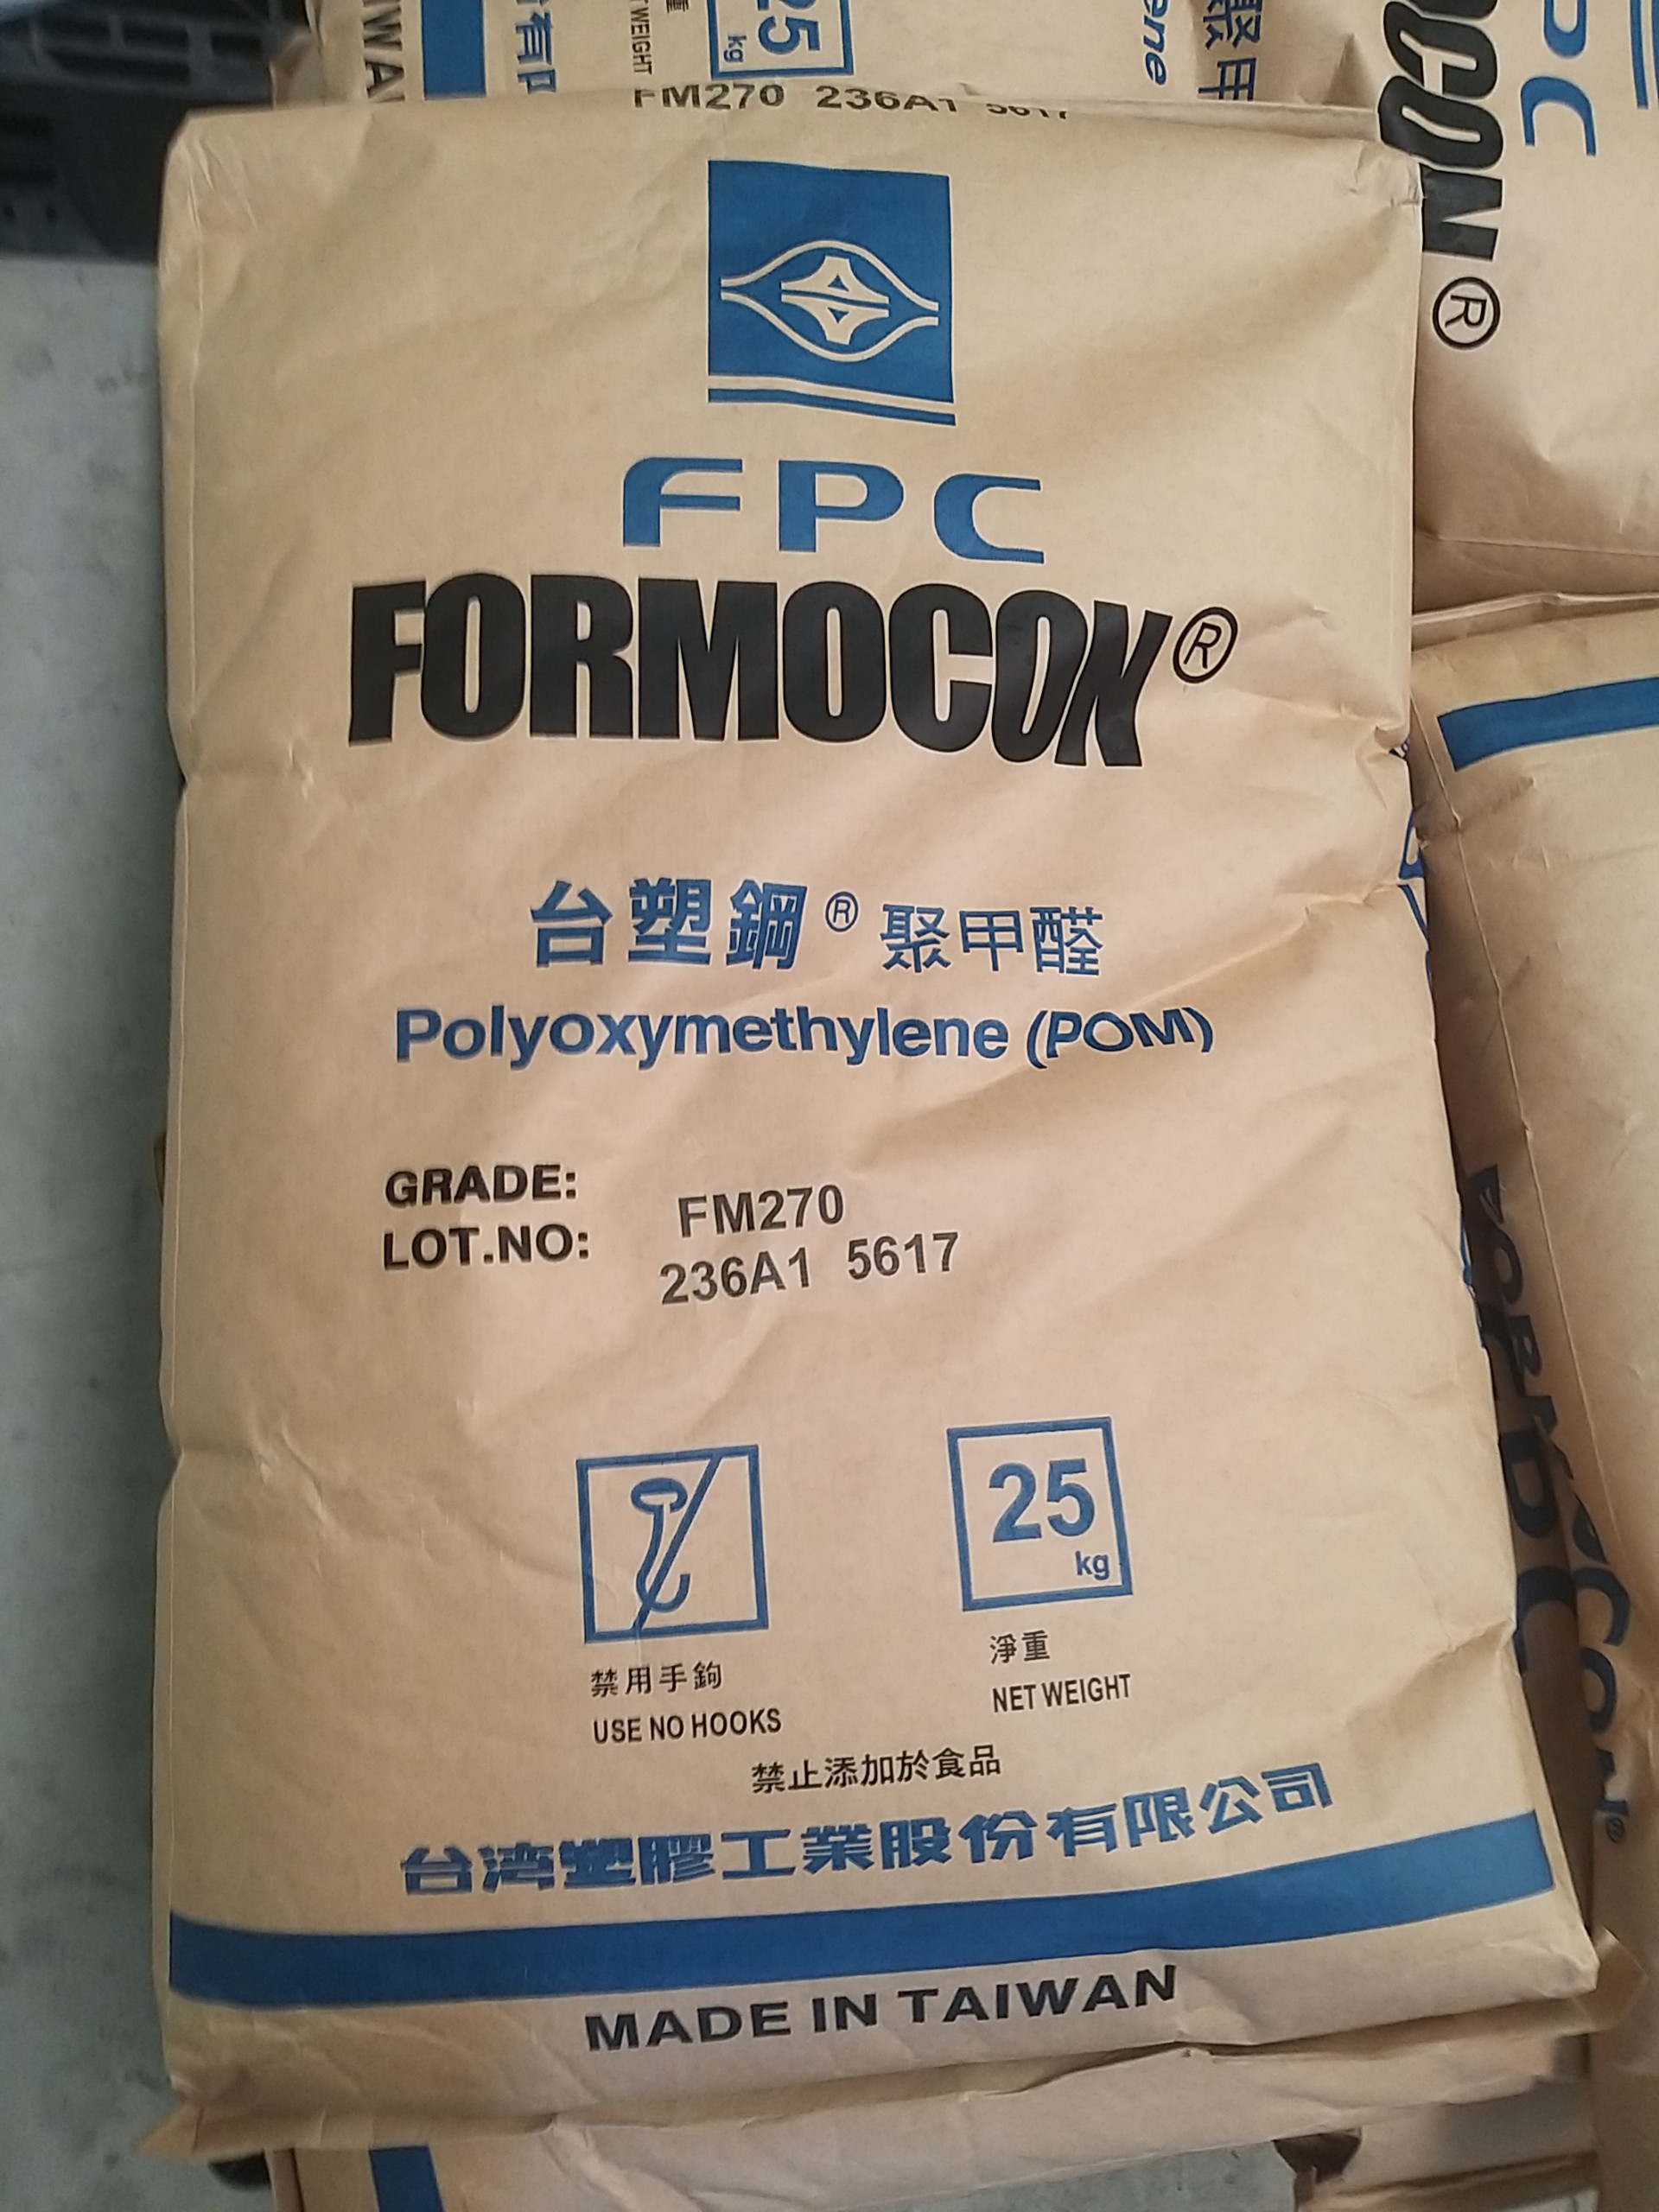 FM270 236A1 5617
FPC
FORMOCON®
台塑鋼® 聚甲醛
Polyoxymethylene (POM)
GRADE: FM270
LOT.NO: 236A1 5617
25
kg
禁用手鉤
USE NO HOOKS
淨重
NET WEIGHT
禁止添加於食品
台湾塑膠工業股份有限公司
MADE IN TAIWAN
25
kg
FORMOCON®